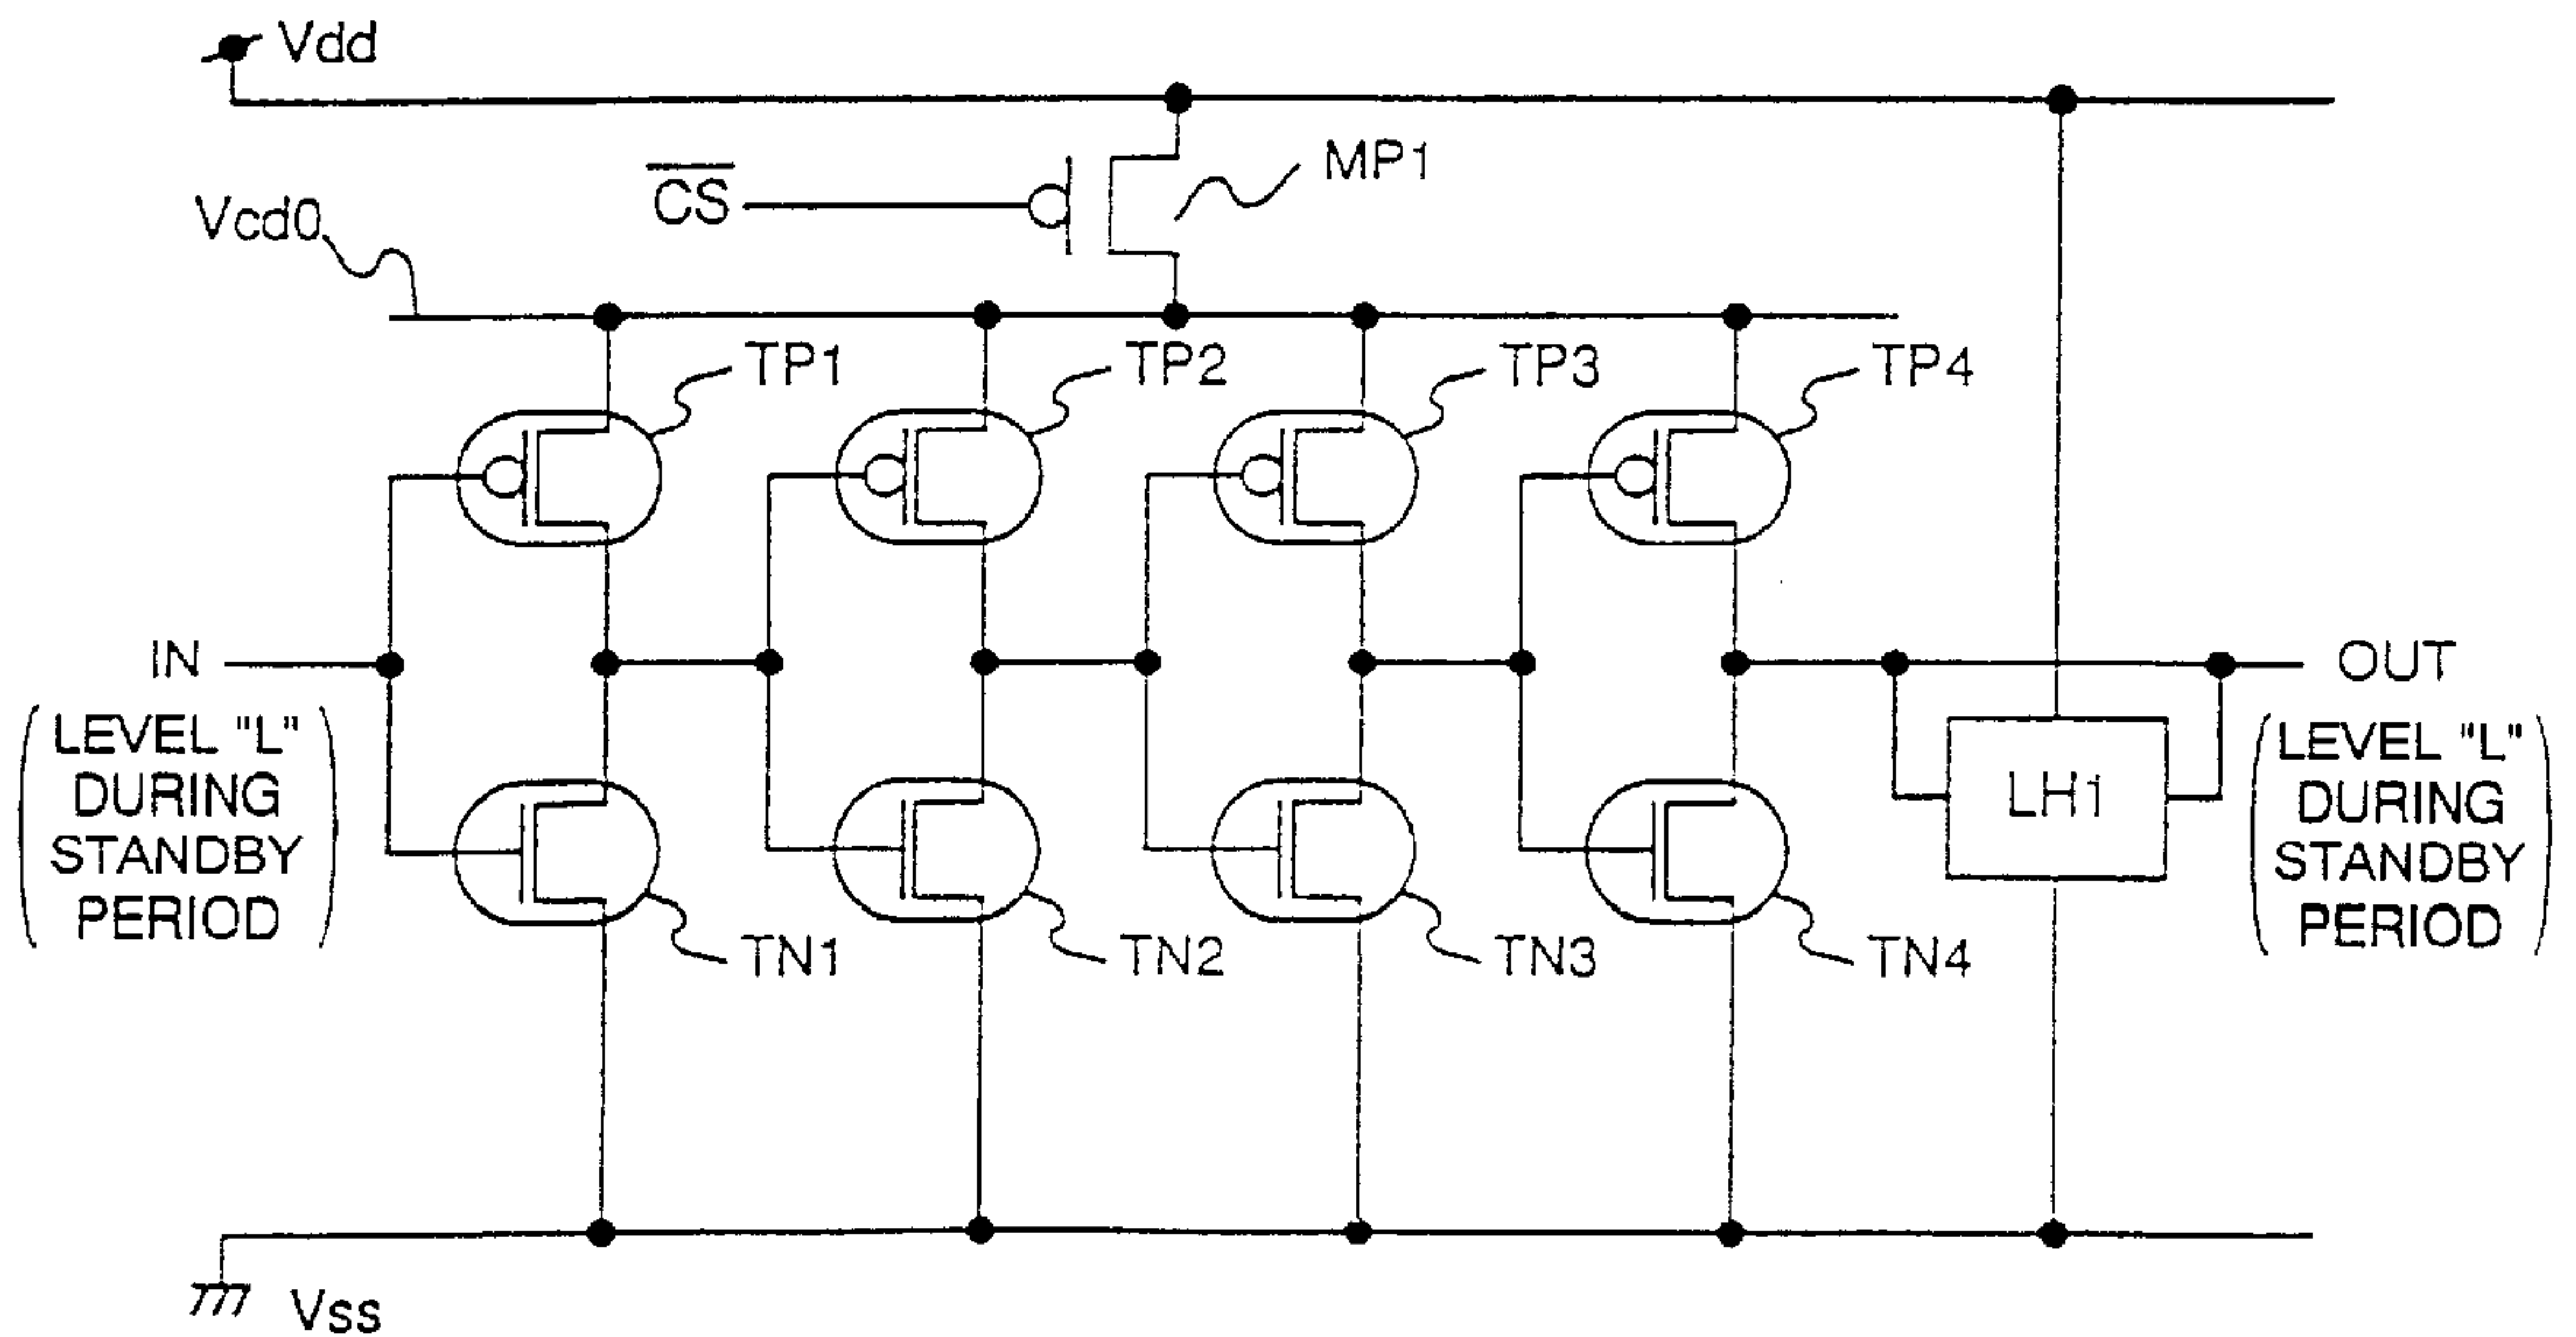 Vdd
MP1
CS
Vcd0
TP1
TP2
TP3
TP4
IN
OUT
LEVEL "L"
DURING
STANDBY
PERIOD
LH1
LEVEL "L"
DURING
STANDBY
PERIOD
TN1
TN2
TN3
TN4
Vss